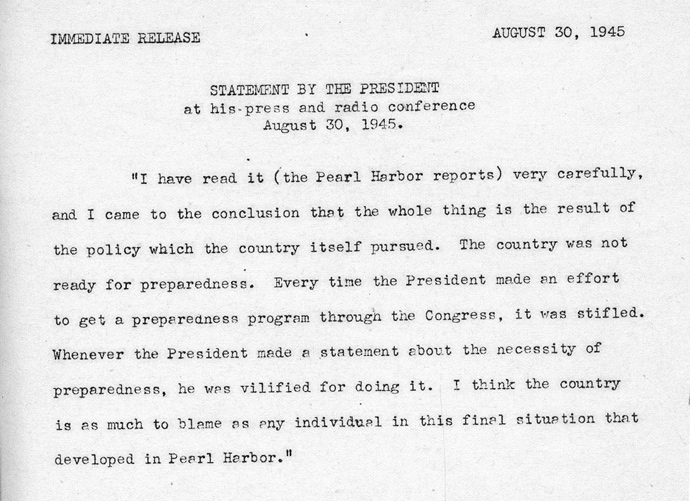 IMMEDIATE RELEASE
AUGUST 30, 1945
STATEMENT BY THE PRESIDENT
at his press and radio conference
August 30, 1945.
"I have read it (the Pearl Harbor reports) very carefully,
and I came to the conclusion that the whole thing is the result of
the policy which the country itself pursued. The country was not
ready for preparedness. Every time the President made an effort
to get a preparedness program through the Congress, it was stifled.
Whenever the President made a statement about the necessity of
preparedness, he was vilified for doing it. I think the country
is as much to blame as any individual in this final situation that
developed in Pearl Harbor."